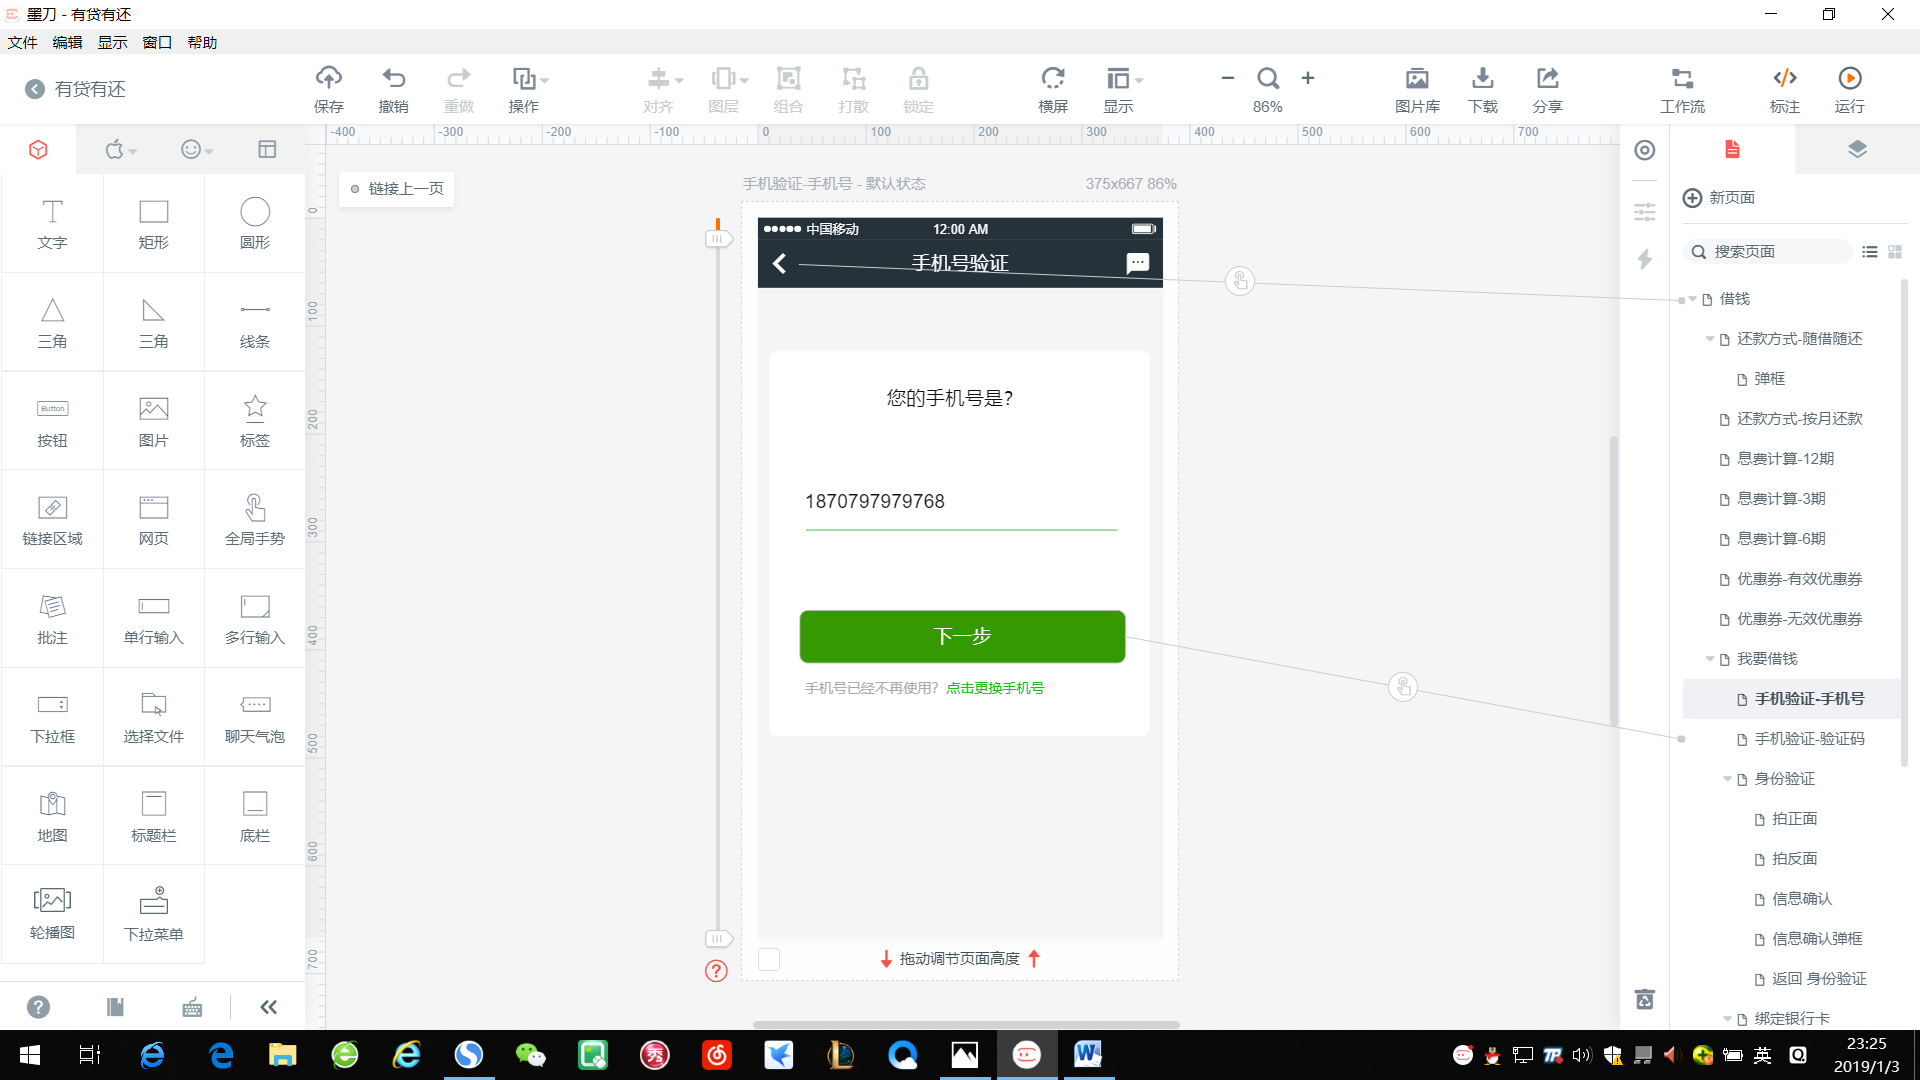 墨刀 - 有贷有还
文件 编辑 显示 窗口 帮助
有贷有还
保存 撤销 重做 操作 对齐 图层 组合 打散 锁定 横屏 显示 86% 图片库 下载 分享 工作流 标注 运行
-400 -300 -200 -100 0 100 200 300 400 500 600 700
0 100 200 300 400 500 600 700
文字 矩形 圆形
三角 三角 线条
Button
按钮 图片 标签
链接区域 网页 全局手势
批注 单行输入 多行输入
下拉框 选择文件 聊天气泡
地图 标题栏 底栏
轮播图 下拉菜单
链接上一页
手机验证-手机号 - 默认状态 375x667 86%
中国移动 12:00 AM
手机号验证
您的手机号是?
1870797979768
下一步
手机号已经不再使用? 点击更换手机号
拖动调节页面高度
新页面
搜索页面
借钱
还款方式-随借随还
弹框
还款方式-按月还款
息费计算-12期
息费计算-3期
息费计算-6期
优惠券-有效优惠券
优惠券-无效优惠券
我要借钱
手机验证-手机号
手机验证-验证码
身份验证
拍正面
拍反面
信息确认
信息确认弹框
返回 身份验证
绑定银行卡
英
23:25
2019/1/3